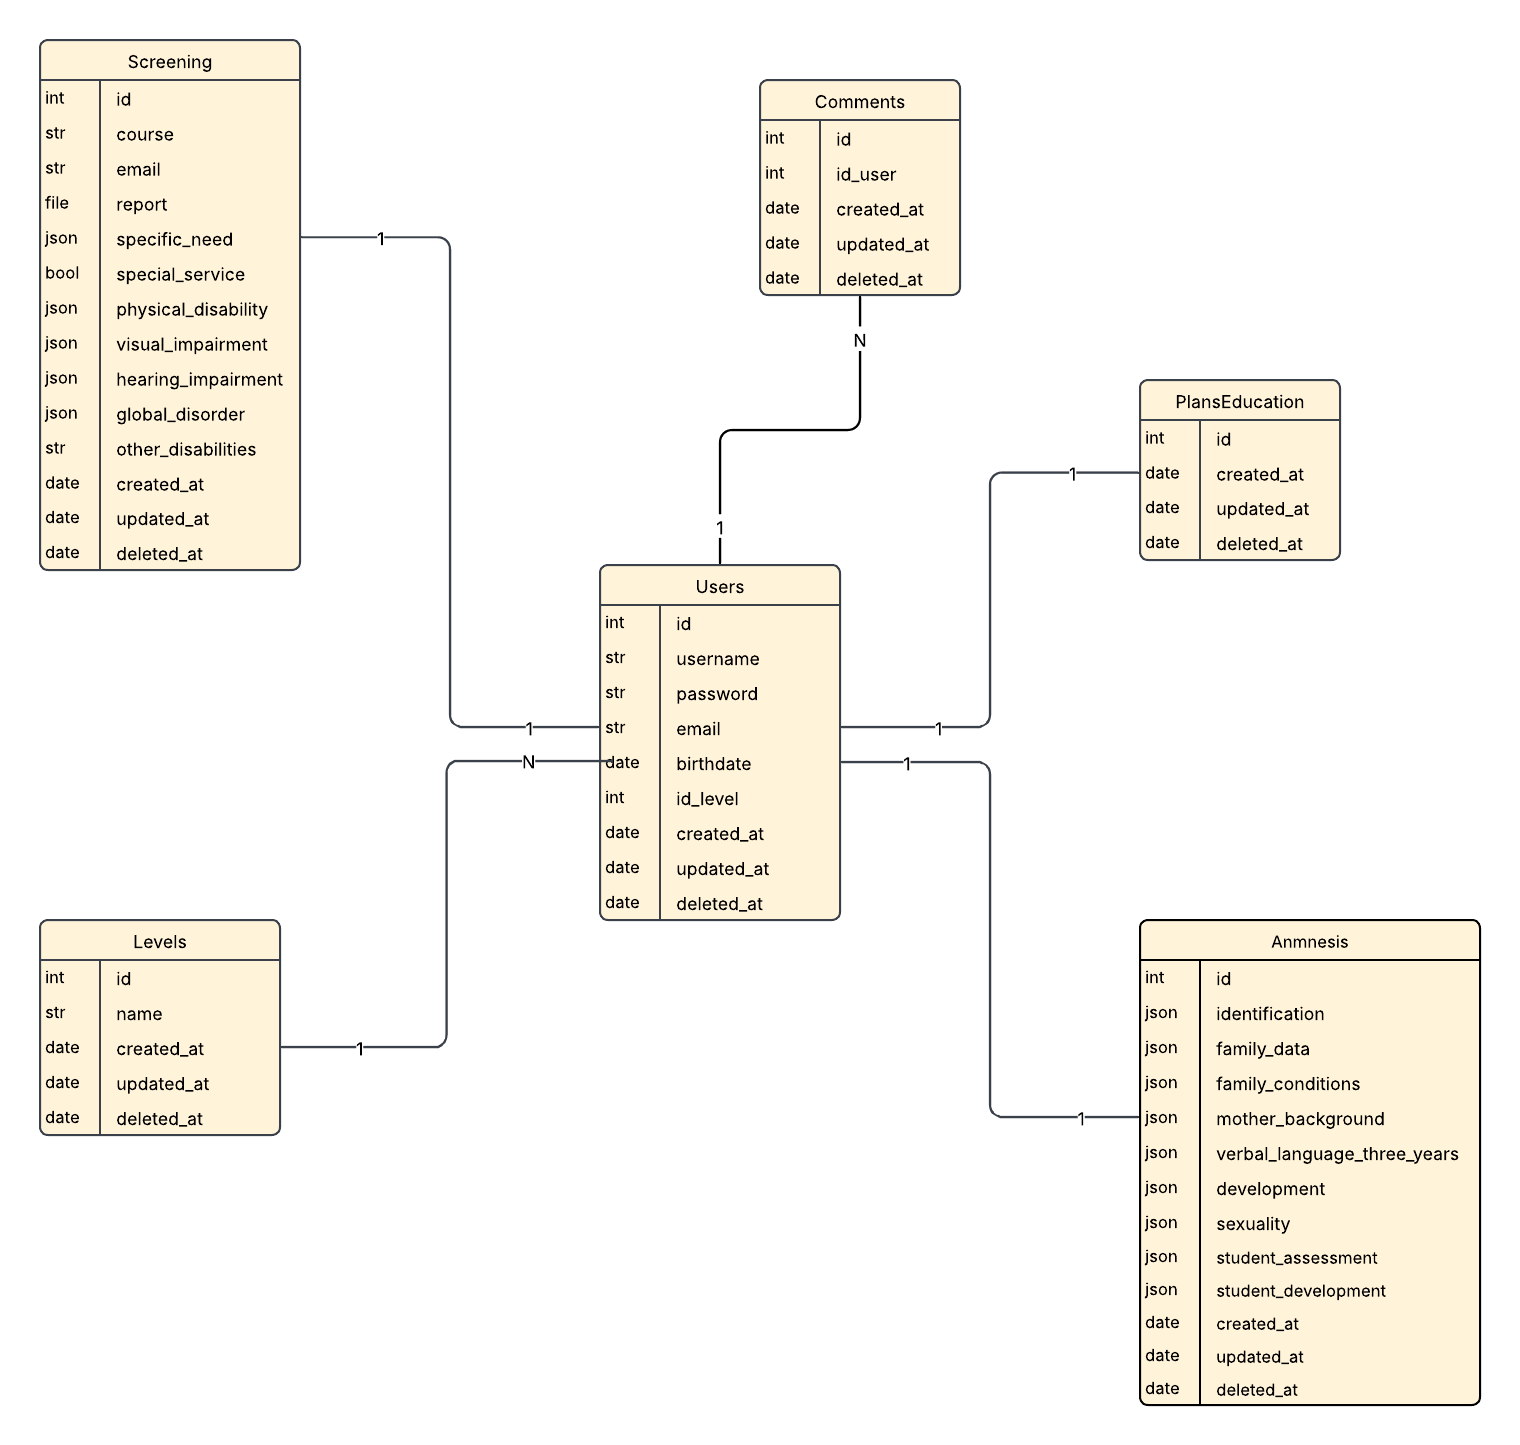 Screening
int id
str course
str email
file report
json specific_need
bool special_service
json physical_disability
json visual_impairment
json hearing_impairment
json global_disorder
str other_disabilities
date created_at
date updated_at
date deleted_at
1
1
Comments
int id
int id_user
date created_at
date updated_at
date deleted_at
N
1
PlansEducation
int id
date created_at
date updated_at
date deleted_at
1
1
Users
int id
str username
str password
str email
date birthdate
int id_level
date created_at
date updated_at
date deleted_at
N
1
Levels
int id
str name
date created_at
date updated_at
date deleted_at
1
1
Anmnesis
int id
json identification
json family_data
json family_conditions
json mother_background
json verbal_language_three_years
json development
json sexuality
json student_assessment
json student_development
date created_at
date updated_at
date deleted_at